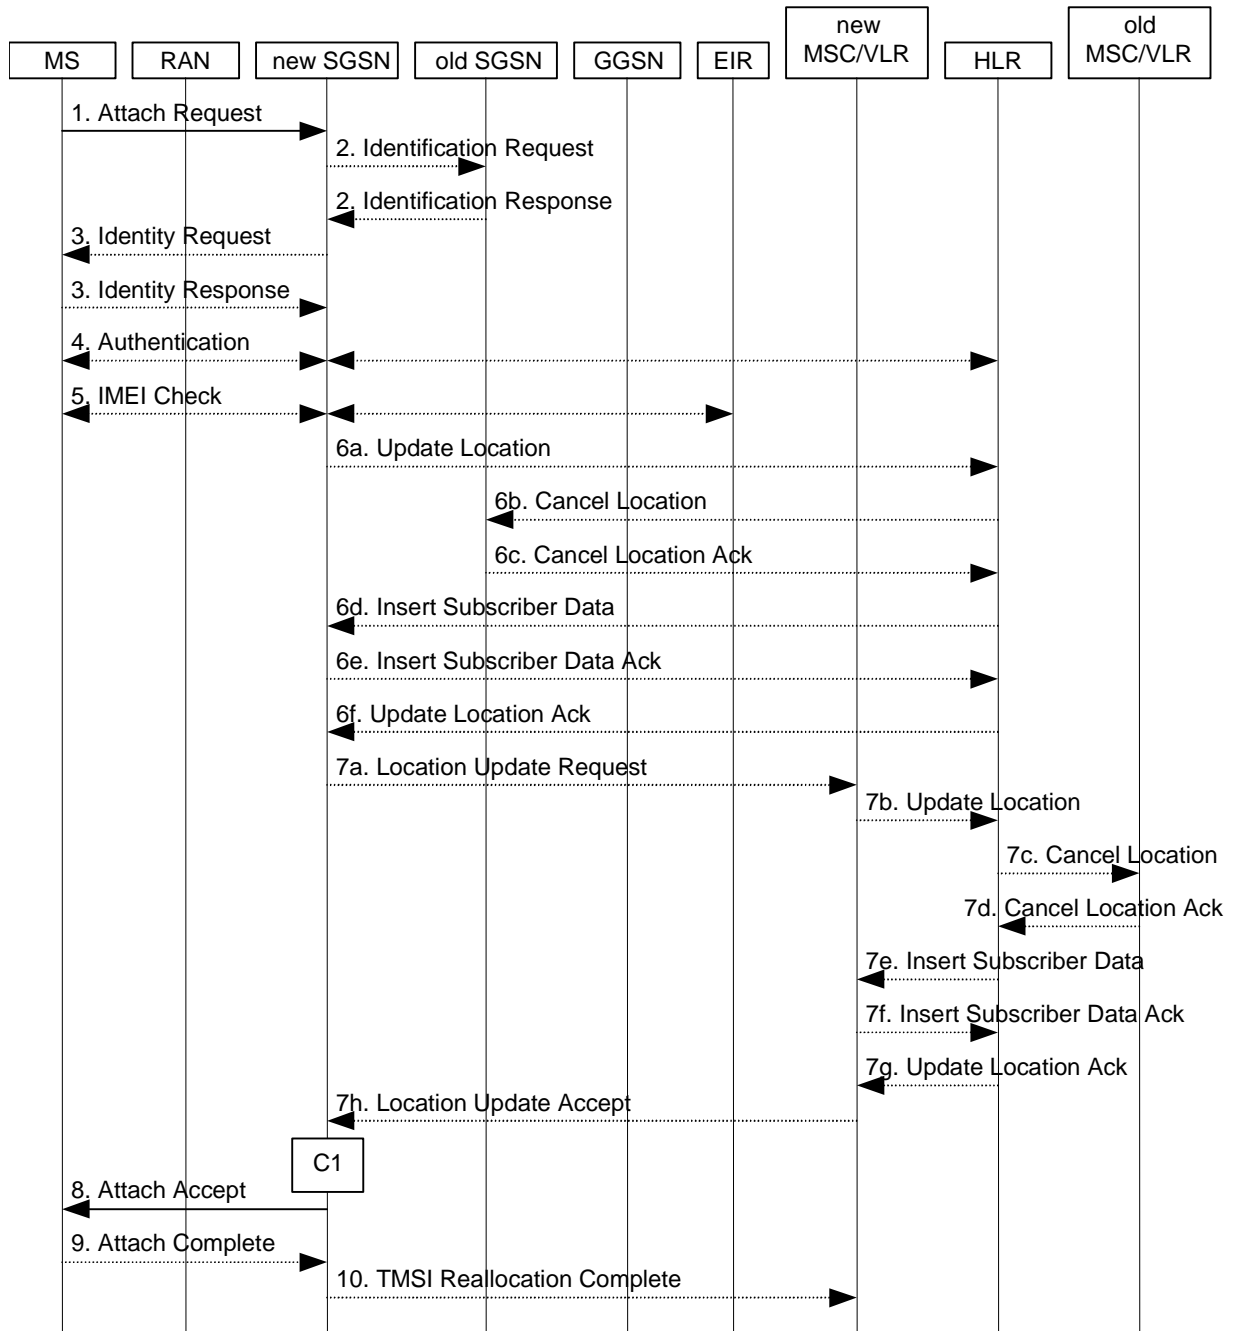 new
MSC/VLR
old
MSC/VLR
MS
RAN
new SGSN
old SGSN
GGSN
EIR
HLR
1. Attach Request
2. Identification Request
2. Identification Response
3. Identity Request
3. Identity Response
4. Authentication
5. IMEI Check
6a. Update Location
6b. Cancel Location
6c. Cancel Location Ack
6d. Insert Subscriber Data
6e. Insert Subscriber Data Ack
6f. Update Location Ack
7a. Location Update Request
7b. Update Location
7c. Cancel Location
7d. Cancel Location Ack
7e. Insert Subscriber Data
7f. Insert Subscriber Data Ack
7g. Update Location Ack
7h. Location Update Accept
C1
8. Attach Accept
9. Attach Complete
10. TMSI Reallocation Complete